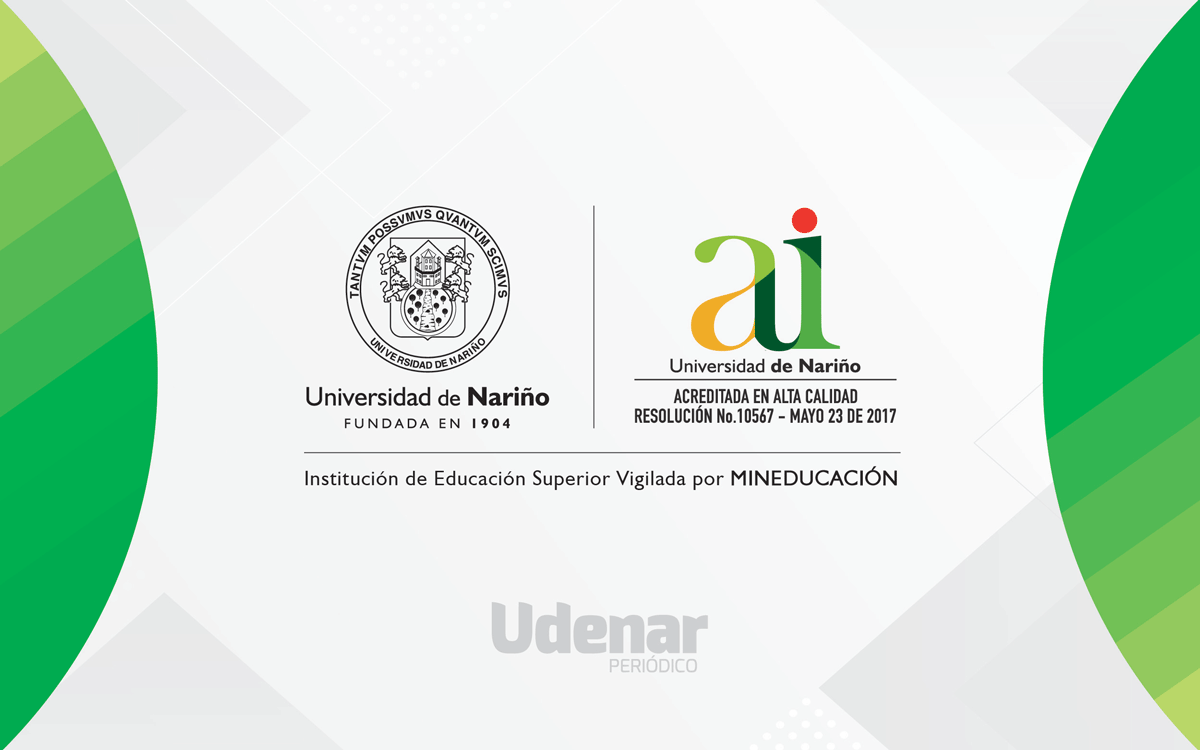 TANTVM POSSVMVS QVANTVM SCIMVS
UNIVERSIDAD DE NARIÑO
Universidad de Nariño
FUNDADA EN 1904
ai
Universidad de Nariño
ACREDITADA EN ALTA CALIDAD
RESOLUCIÓN No.10567 - MAYO 23 DE 2017
Institución de Educación Superior Vigilada por MINEDUCACIÓN
Udenar
PERIÓDICO